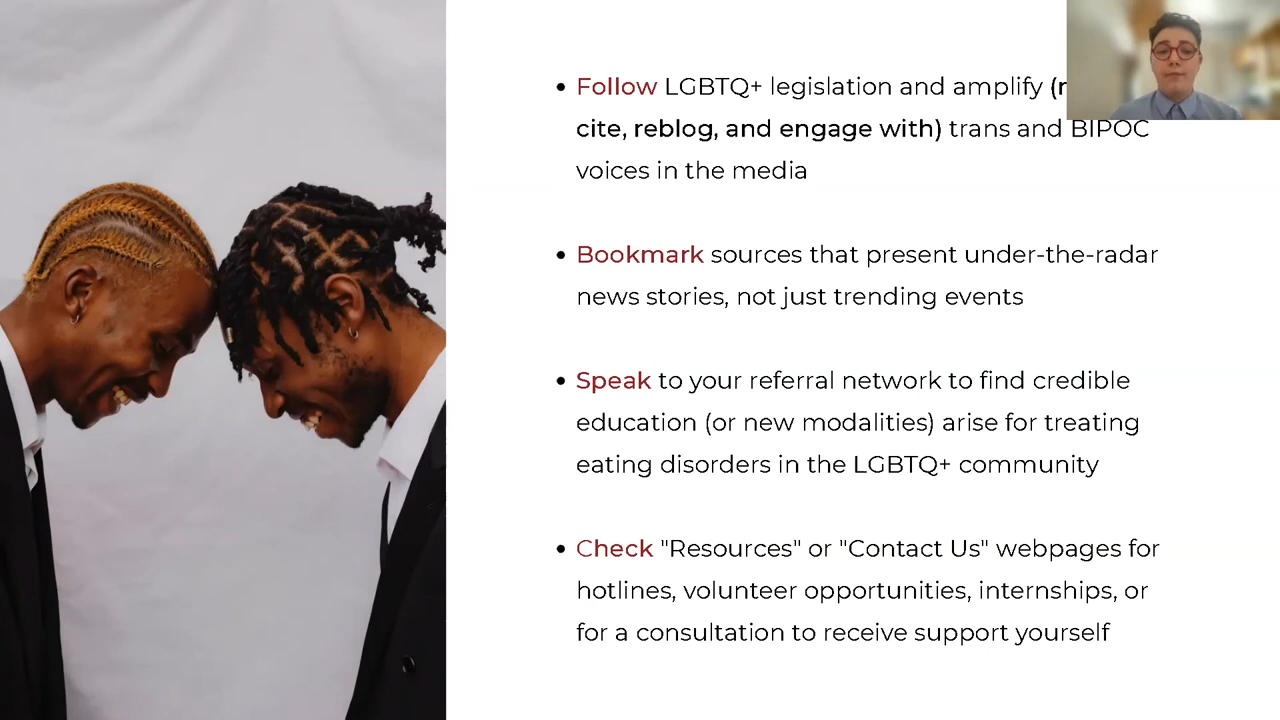 • Follow LGBTQ+ legislation and amplify
cite, reblog, and engage with) trans and BIPOC
voices in the media
• Bookmark sources that present under-the-radar
news stories, not just trending events
• Speak to your referral network to find credible
education (or new modalities) arise for treating
eating disorders in the LGBTQ+ community
• Check "Resources" or "Contact Us" webpages for
hotlines, volunteer opportunities, internships, or
for a consultation to receive support yourself